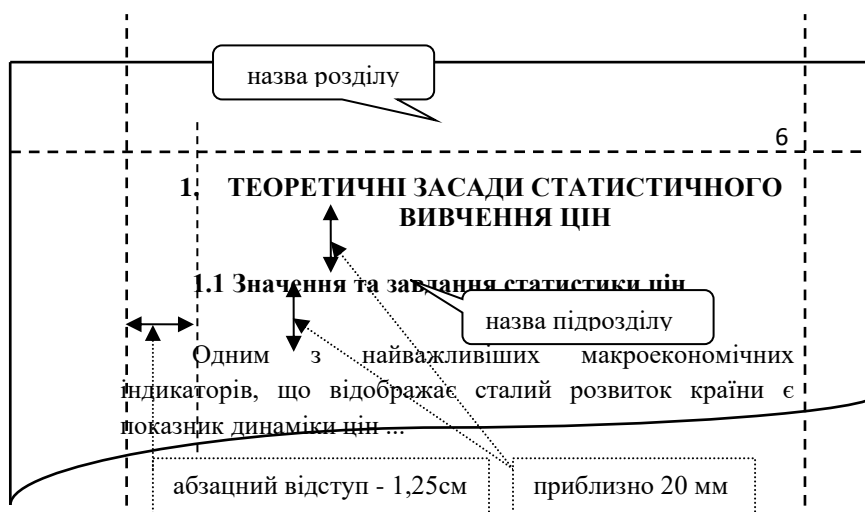 назва розділу
6
1. ТЕОРЕТИЧНІ ЗАСАДИ СТАТИСТИЧНОГО
ВИВЧЕННЯ ЦІН
1.1 Значення та завдання статистики цін
назва підрозділу
Одним з найважливіших макроекономічних
індикаторів, що відображає сталий розвиток країни є
показник динаміки цін ...
абзацний відступ - 1,25см
приблизно 20 мм